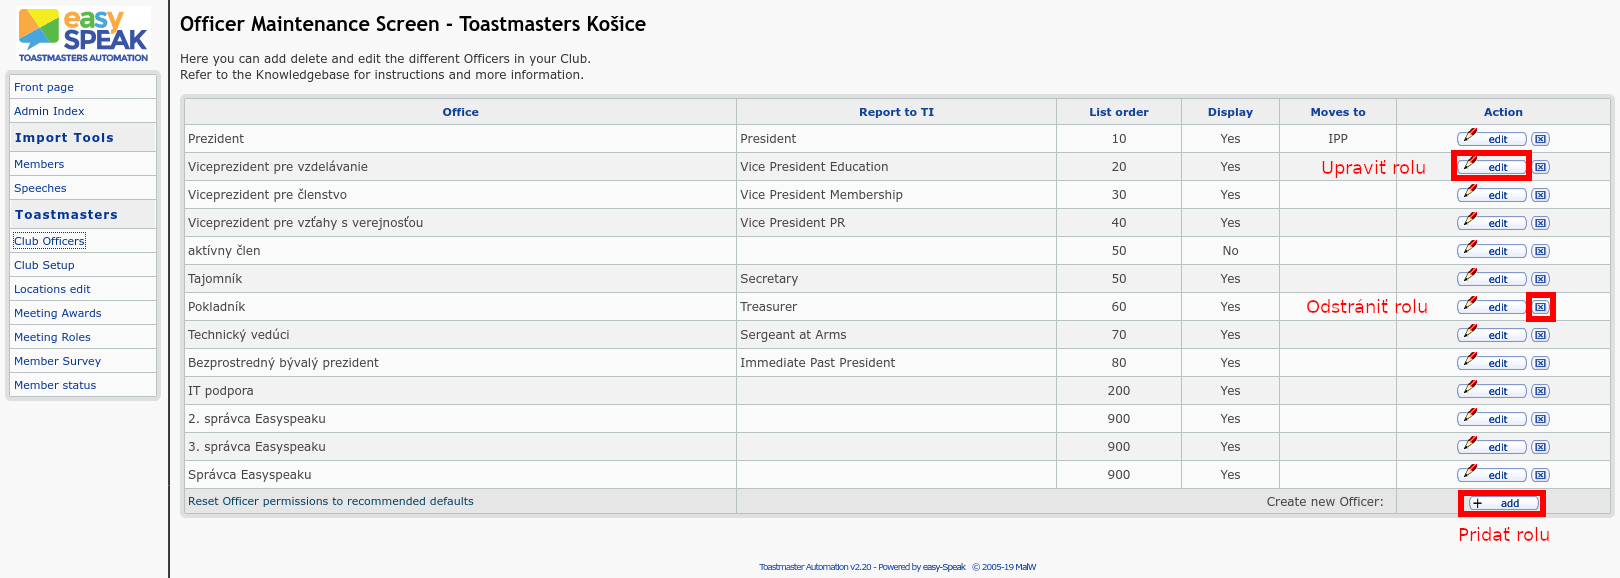 easy
SPEAK
TOASTMASTERS AUTOMATION
Front page
Admin Index
Import Tools
Members
Speeches
Toastmasters
Club Officers
Club Setup
Locations edit
Meeting Awards
Meeting Roles
Member Survey
Member status
Officer Maintenance Screen - Toastmasters Košice
Here you can add delete and edit the different Officers in your Club.
Refer to the Knowledgebase for instructions and more information.
Office Report to TI List order Display Moves to Action
Prezident President 10 Yes IPP edit
Viceprezident pre vzdelávanie Vice President Education 20 Yes Upraviť rolu edit
Viceprezident pre členstvo Vice President Membership 30 Yes edit
Viceprezident pre vzťahy s verejnosťou Vice President PR 40 Yes edit
aktívny člen 50 No edit
Tajomník Secretary 50 Yes edit
Pokladník Treasurer 60 Yes Odstrániť rolu edit
Technický vedúci Sergeant at Arms 70 Yes edit
Bezprostredný bývalý prezident Immediate Past President 80 Yes edit
IT podpora 200 Yes edit
2. správca Easyspeaku 900 Yes edit
3. správca Easyspeaku 900 Yes edit
Správca Easyspeaku 900 Yes edit
Reset Officer permissions to recommended defaults Create new Officer: + add
Pridať rolu
Toastmaster Automation v2.20 - Powered by easy-Speak © 2005-19 MalW